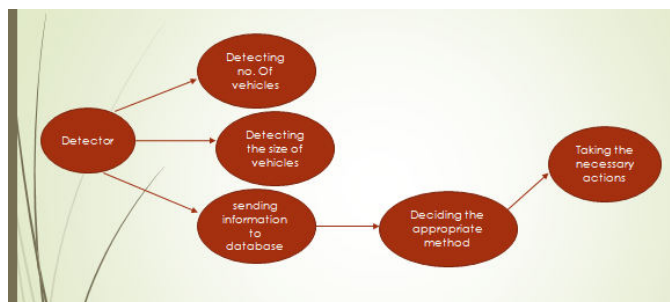 Detecting
no. Of
vehicles
Detector
Detecting
the size of
vehicles
sending
information
to
database
Deciding the
appropriate
method
Taking the
necessary
actions